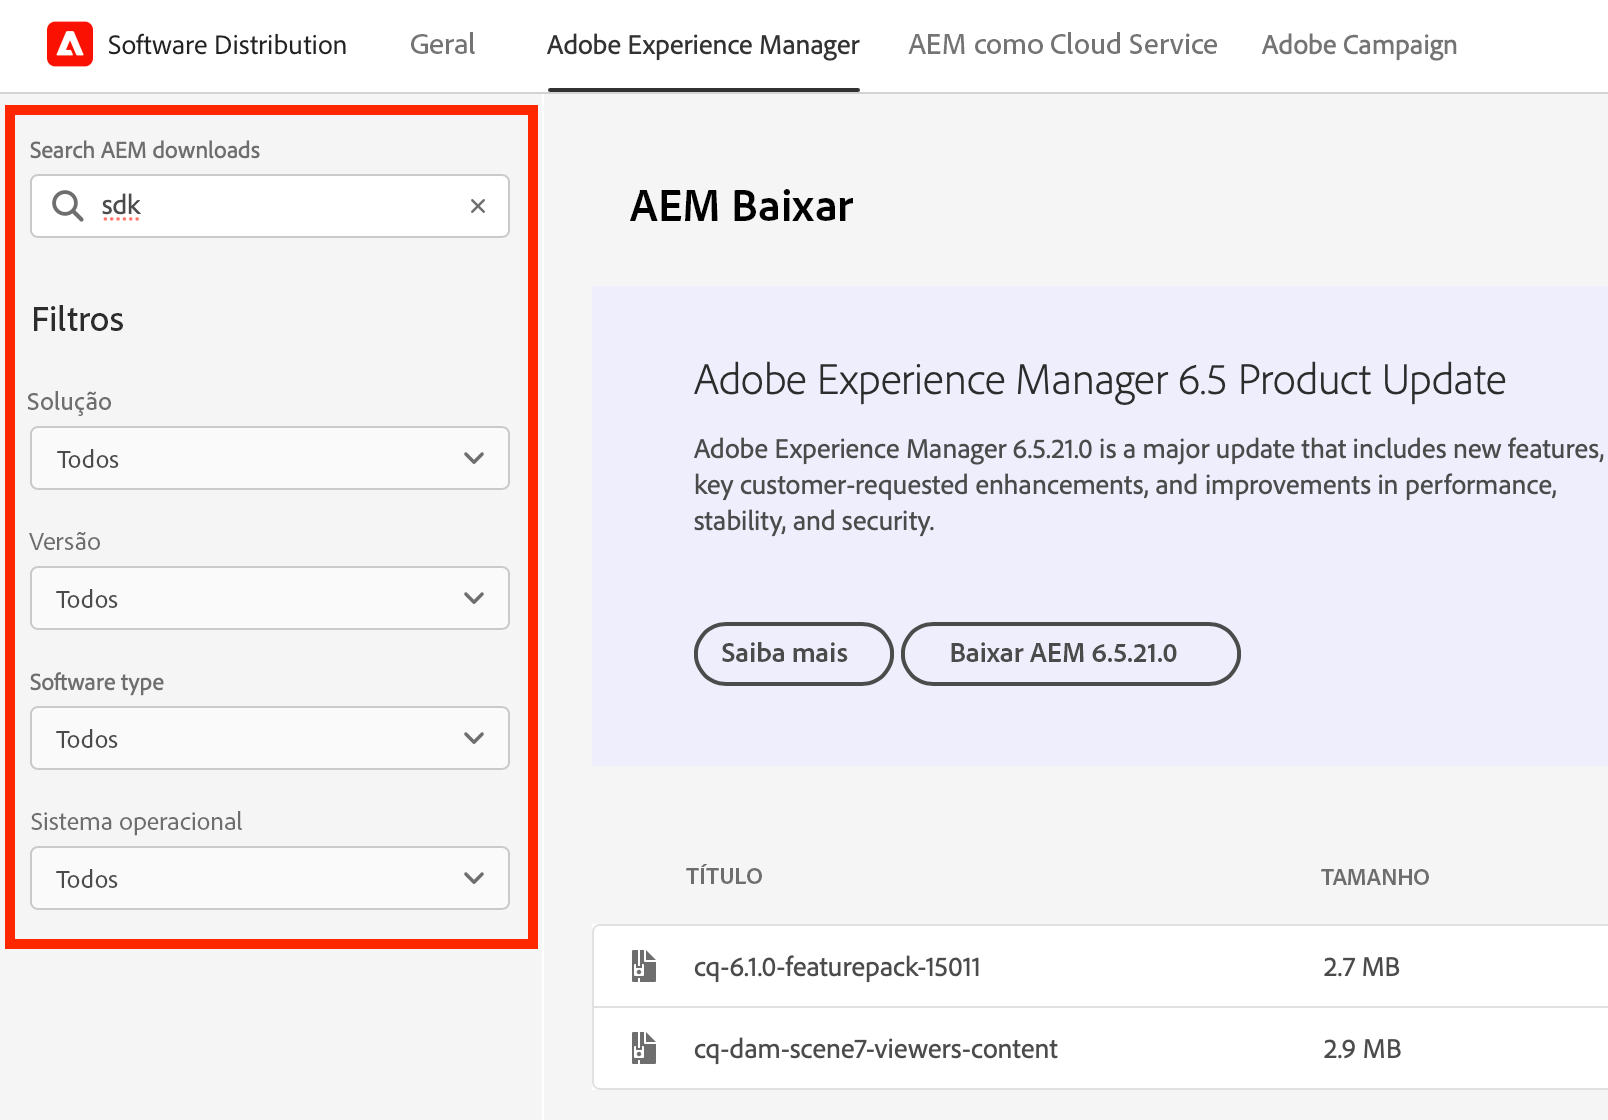 Software Distribution
Geral
Adobe Experience Manager
AEM como Cloud Service
Adobe Campaign
Search AEM downloads
sdk
Filtros
Solução
Todos
Versão
Todos
Software type
Todos
Sistema operacional
Todos
AEM Baixar
Adobe Experience Manager 6.5 Product Update
Adobe Experience Manager 6.5.21.0 is a major update that includes new features,
key customer-requested enhancements, and improvements in performance,
stability, and security.
Saiba mais
Baixar AEM 6.5.21.0
TÍTULO
TAMANHO
cq-6.1.0-featurepack-15011
2.7 MB
cq-dam-scene7-viewers-content
2.9 MB